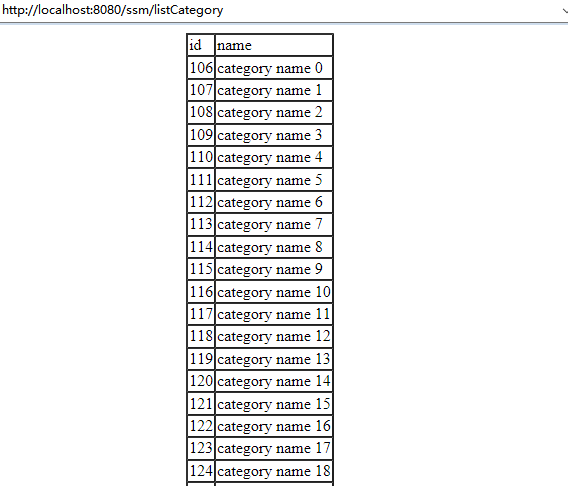 http://localhost:8080/ssm/listCategory
id name
106 category name 0
107 category name 1
108 category name 2
109 category name 3
110 category name 4
111 category name 5
112 category name 6
113 category name 7
114 category name 8
115 category name 9
116 category name 10
117 category name 11
118 category name 12
119 category name 13
120 category name 14
121 category name 15
122 category name 16
123 category name 17
124 category name 18